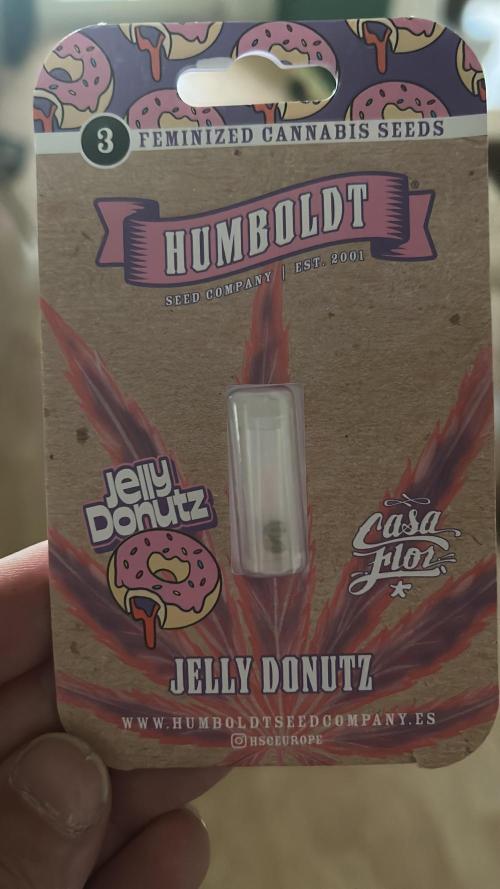 3 FEMINIZED CANNABIS SEEDS
HUMBOLDT®
SEED COMPANY | EST. 2001
Jelly
Donutz
Casa
Flor
JELLY DONUTZ
WWW.HUMBOLDTSEEDCOMPANY.ES
HSCEUROPE